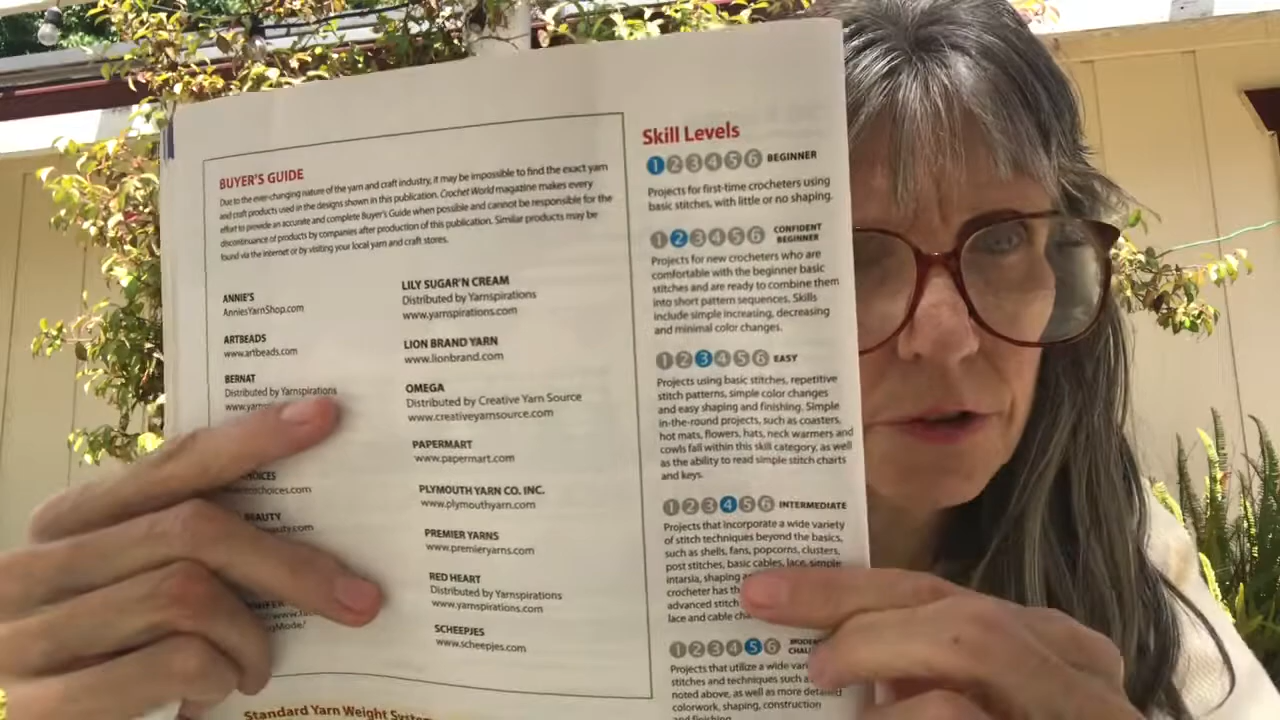 BUYER'S GUIDE
Due to the ever-changing nature of the yarn and craft industry, it may be impossible to find the exact yarn
and craft products used in the designs shown in this publication. Crochet World magazine makes every
effort to provide an accurate and complete Buyer's Guide when possible and cannot be responsible for the
discontinuance of products by companies after production of this publication. Similar products may be
found via the internet or by visiting your local yarn and craft stores.
ANNIE'S
AnniesYarnShop.com
ARTBEADS
www.artbeads.com
BERNAT
Distributed by Yarnspirations
LILY SUGAR'N CREAM
Distributed by Yarnspirations
www.yarnspirations.com
LION BRAND YARN
www.lionbrand.com
OMEGA
Distributed by Creative Yarn Source
www.creativeyarnsource.com
PAPERMART
www.papermart.com
PLYMOUTH YARN CO. INC.
www.plymouthyarn.com
PREMIER YARNS
www.premieryarns.com
RED HEART
Distributed by Yarnspirations
www.yarnspirations.com
SCHEEPJES
www.scheepjes.com
Standard Yarn Weight System
Skill Levels
1 2 3 4 5 6 BEGINNER
Projects for first-time crocheters using
basic stitches, with little or no shaping.
1 2 3 4 5 6 CONFIDENT
BEGINNER
Projects for new crocheters who are
comfortable with the beginner basic
stitches and are ready to combine them
into short pattern sequences. Skills
include simple increasing, decreasing
and minimal color changes.
1 2 3 4 5 6 EASY
Projects using basic stitches, repetitive
stitch patterns, simple color changes
and easy shaping and finishing. Simple
in-the-round projects, such as coasters,
hot mats, flowers, hats, neck warmers and
cowls fall within this skill category, as well
as the ability to read simple stitch charts
and keys.
1 2 3 4 5 6 INTERMEDIATE
Projects that incorporate a wide variety
of stitch techniques beyond the basics,
such as shells, fans, popcorns, clusters,
post stitches, basic cables, lace, simple
intarsia, shaping
crocheter has
advanced stitch
lace and cable
1 2 3 4 5 6
Projects that utilize a wide
stitches and techniques such
noted above, as well as more detailed
colorwork, shaping, construction
and finishing.